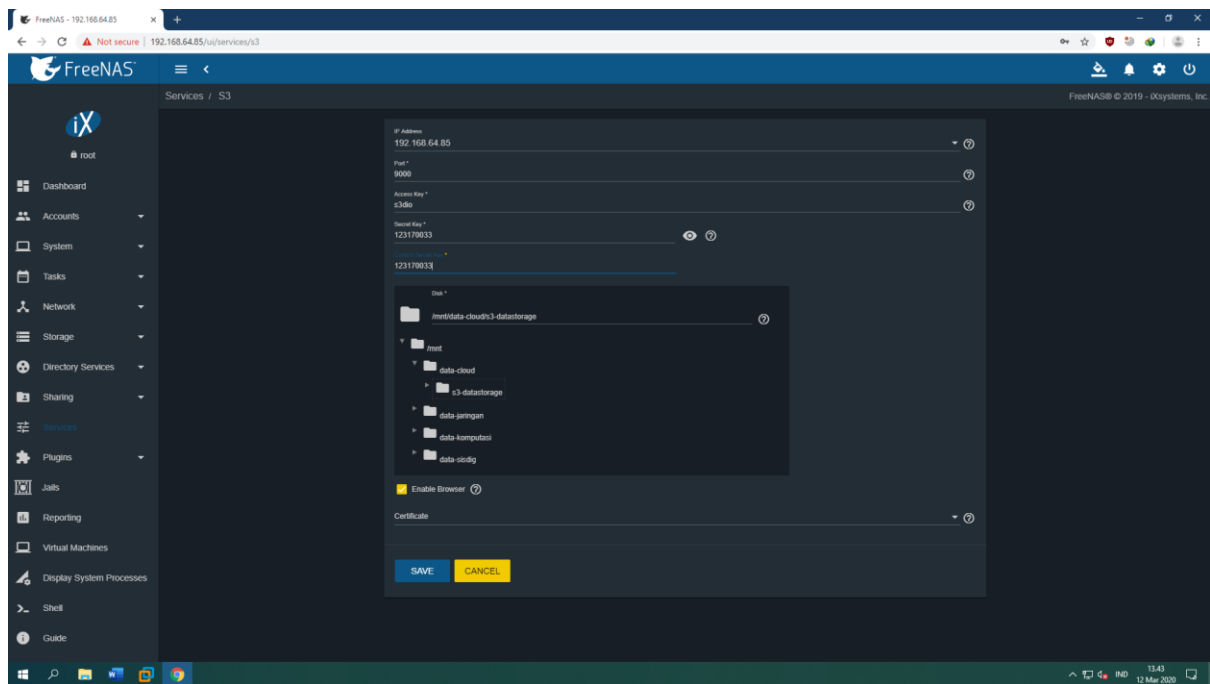 FreeNAS - 192.168.64.85
Not secure 192.168.64.85/ui/services/s3
FreeNAS
Services / S3
FreeNAS® © 2019 - iXsystems, Inc.
iX
root
Dashboard
Accounts
System
Tasks
Network
Storage
Directory Services
Sharing
Services
Plugins
Jails
Reporting
Virtual Machines
Display System Processes
Shell
Guide
IP Address
192.168.64.85
Port *
9000
Access Key *
s3dio
Secret Key *
123170033
Confirm Secret Key *
123170033
Disk *
/mnt/data-cloud/s3-datastorage
/mnt
data-cloud
s3-datastorage
data-jaringan
data-komputasi
data-sisdig
Enable Browser
Certificate
SAVE
CANCEL
IND
13.43
12 Mar 2020